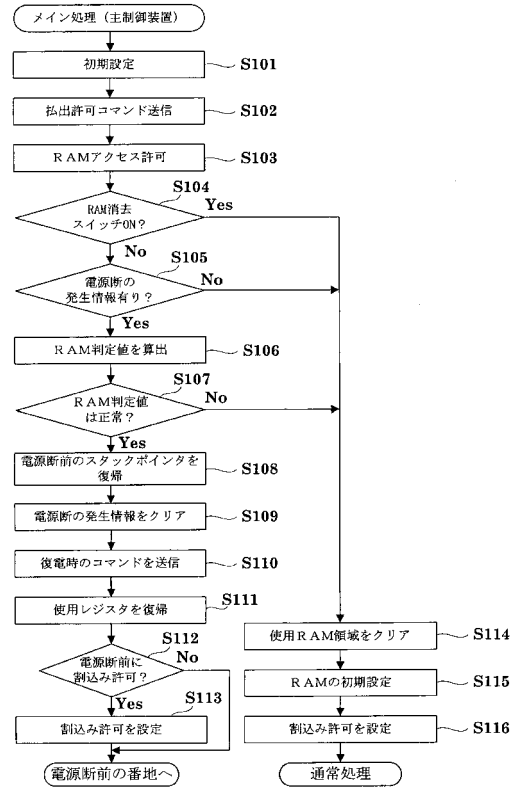 メイン処理（主制御装置）
初期設定
S101
払出許可コマンド送信
S102
ＲＡＭアクセス許可
S103
S104
RAM消去
スイッチON？
Yes
No
S105
電源断の
発生情報有り？
No
Yes
ＲＡＭ判定値を算出
S106
S107
ＲＡＭ判定値
は正常？
No
Yes
電源断前のスタックポインタを
復帰
S108
電源断の発生情報をクリア
S109
復電時のコマンドを送信
S110
使用レジスタを復帰
S111
S112
電源断前に
割込み許可？
No
Yes
S113
割込み許可を設定
電源断前の番地へ
使用ＲＡＭ領域をクリア
S114
ＲＡＭの初期設定
S115
割込み許可を設定
S116
通常処理